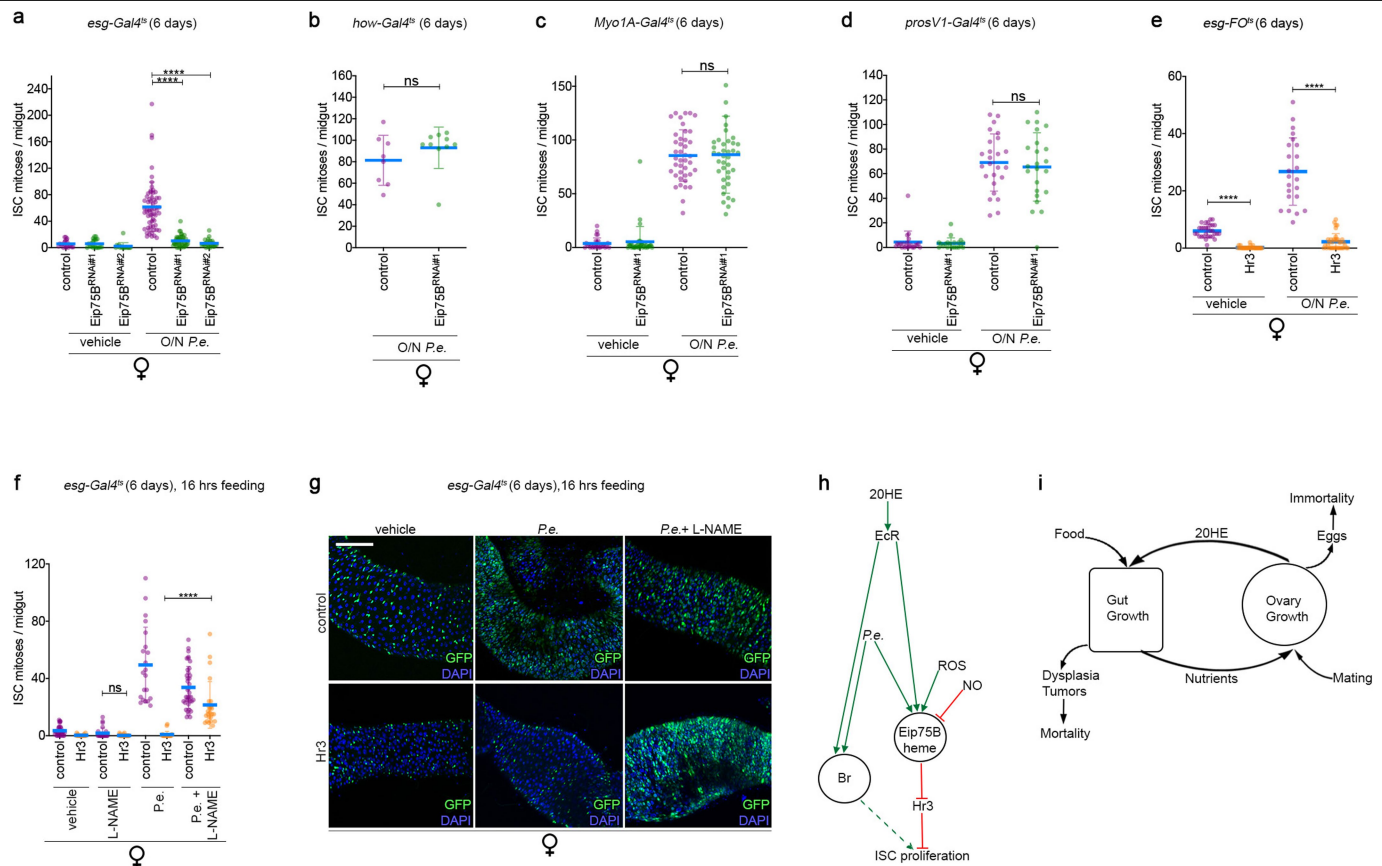 a
esg-Gal4ts (6 days)
ISC mitoses / midgut
240
200
160
120
80
40
0
****
****
control
Eip75BRNAi#1
Eip75BRNAi#2
control
Eip75BRNAi#1
Eip75BRNAi#2
vehicle
O/N P.e.
♀
b
how-Gal4ts (6 days)
ISC mitoses / midgut
160
140
120
100
80
60
40
20
0
ns
control
Eip75BRNAi#1
O/N P.e.
♀
c
Myo1A-Gal4ts (6 days)
ISC mitoses / midgut
150
100
50
0
ns
control
Eip75BRNAi#1
control
Eip75BRNAi#1
vehicle
O/N P.e.
♀
d
prosV1-Gal4ts (6 days)
ISC mitoses / midgut
140
120
100
80
60
40
20
0
ns
control
Eip75BRNAi#1
control
Eip75BRNAi#1
vehicle
O/N P.e.
♀
e
esg-FOts (6 days)
ISC mitoses / midgut
60
40
20
0
****
****
control
Hr3
control
Hr3
vehicle
O/N P.e.
♀
f
esg-Gal4ts (6 days), 16 hrs feeding
ISC mitoses / midgut
120
80
40
0
ns
****
control
Hr3
control
Hr3
control
Hr3
control
Hr3
vehicle
L-NAME
P.e.
P.e. +
L-NAME
♀
g
esg-Gal4ts (6 days),16 hrs feeding
vehicle
P.e.
P.e.+ L-NAME
control
GFP
DAPI
GFP
DAPI
GFP
DAPI
Hr3
GFP
DAPI
GFP
DAPI
GFP
DAPI
♀
h
20HE
EcR
P.e.
ROS
NO
Eip75B
heme
Br
Hr3
ISC proliferation
i
Immortality
Food
20HE
Eggs
Gut
Growth
Ovary
Growth
Dysplasia
Tumors
Nutrients
Mating
Mortality